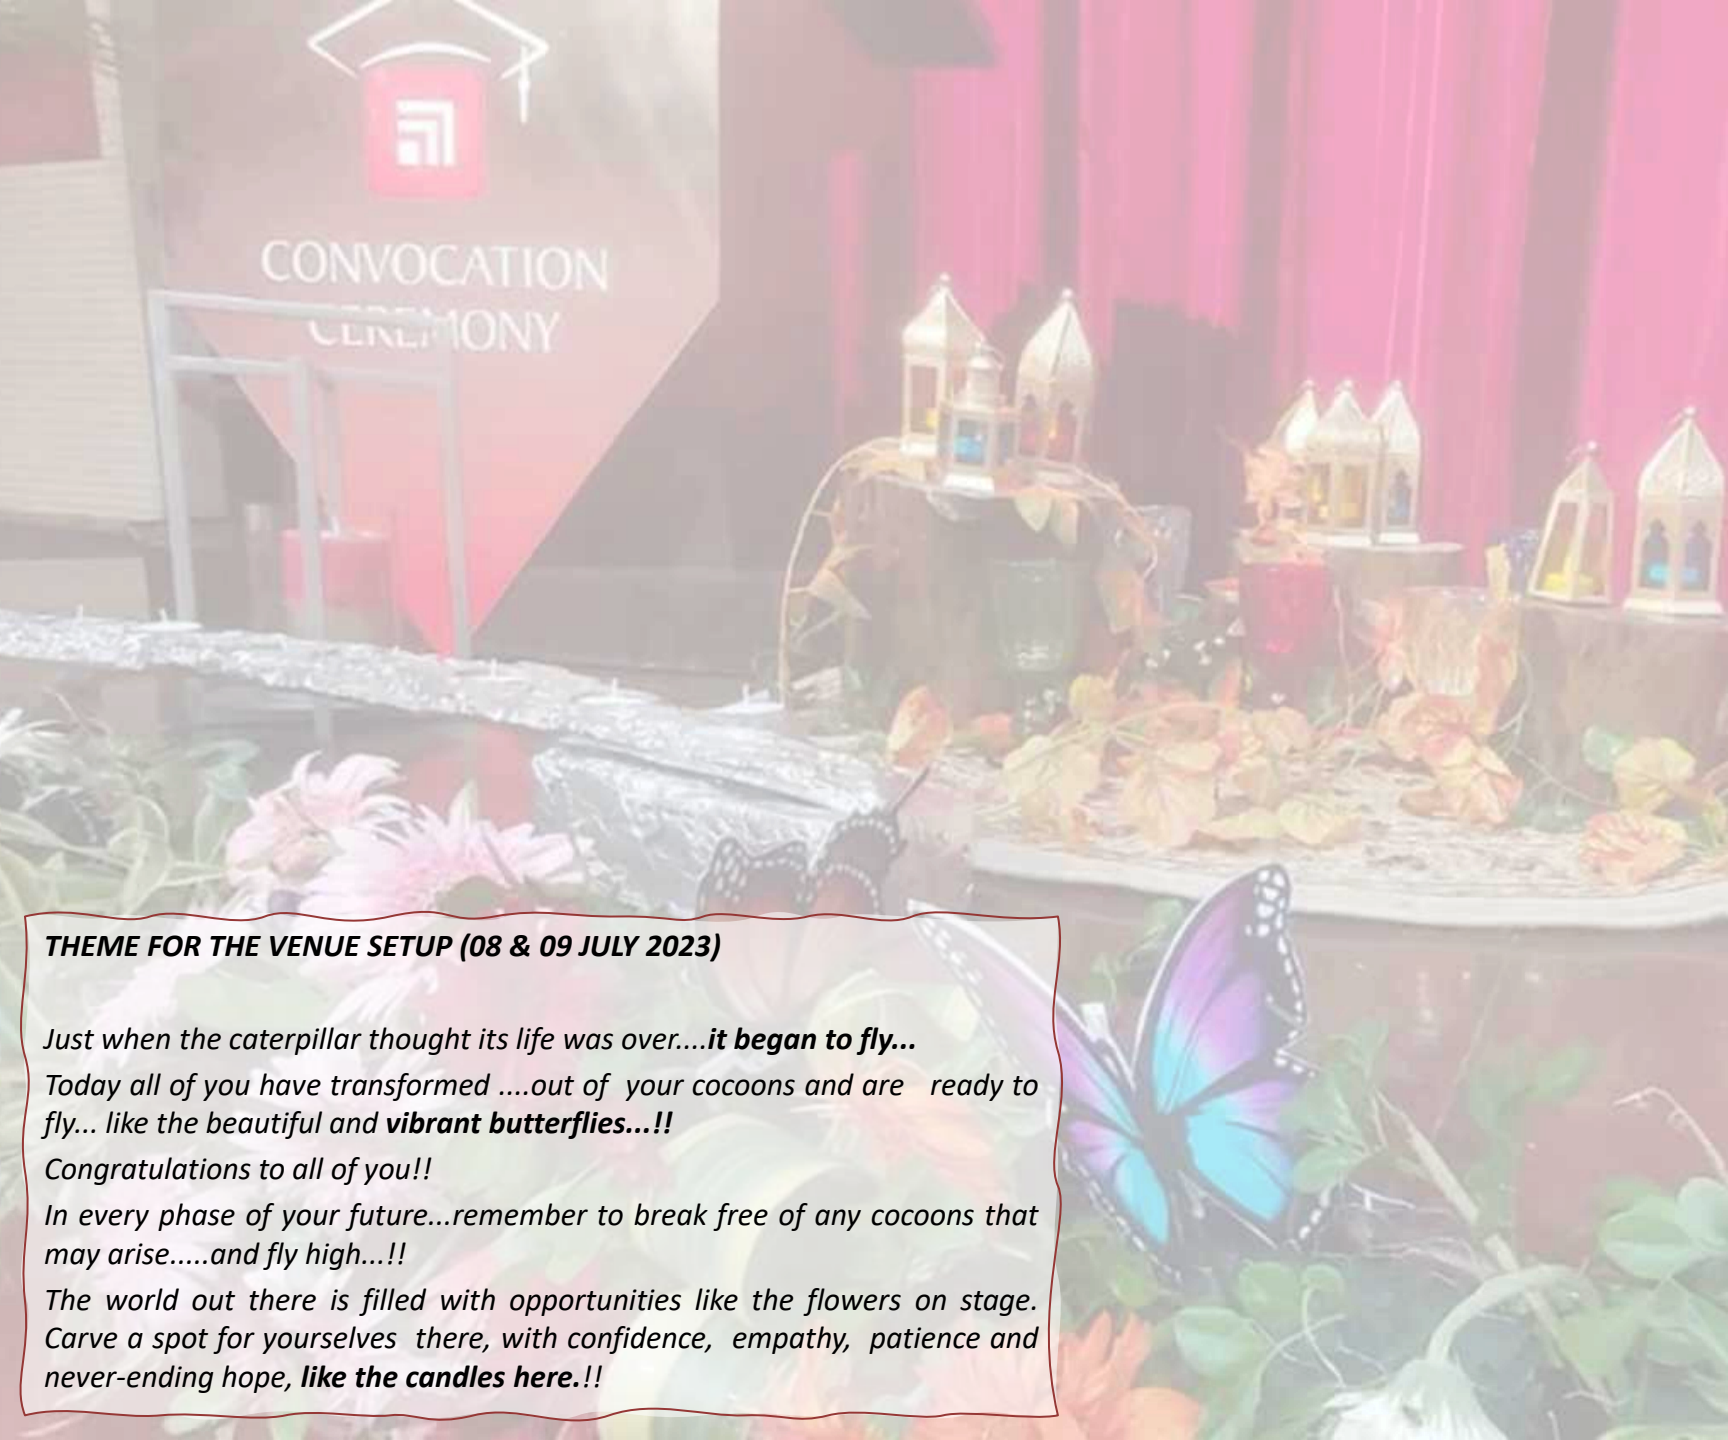 CONVOCATION
CEREMONY
THEME FOR THE VENUE SETUP (08 & 09 JULY 2023)
Just when the caterpillar thought its life was over....it began to fly...
Today all of you have transformed ....out of your cocoons and are ready to
fly... like the beautiful and vibrant butterflies...!!
Congratulations to all of you!!
In every phase of your future...remember to break free of any cocoons that
may arise.....and fly high...!!
The world out there is filled with opportunities like the flowers on stage.
Carve a spot for yourselves there, with confidence, empathy, patience and
never-ending hope, like the candles here.!!